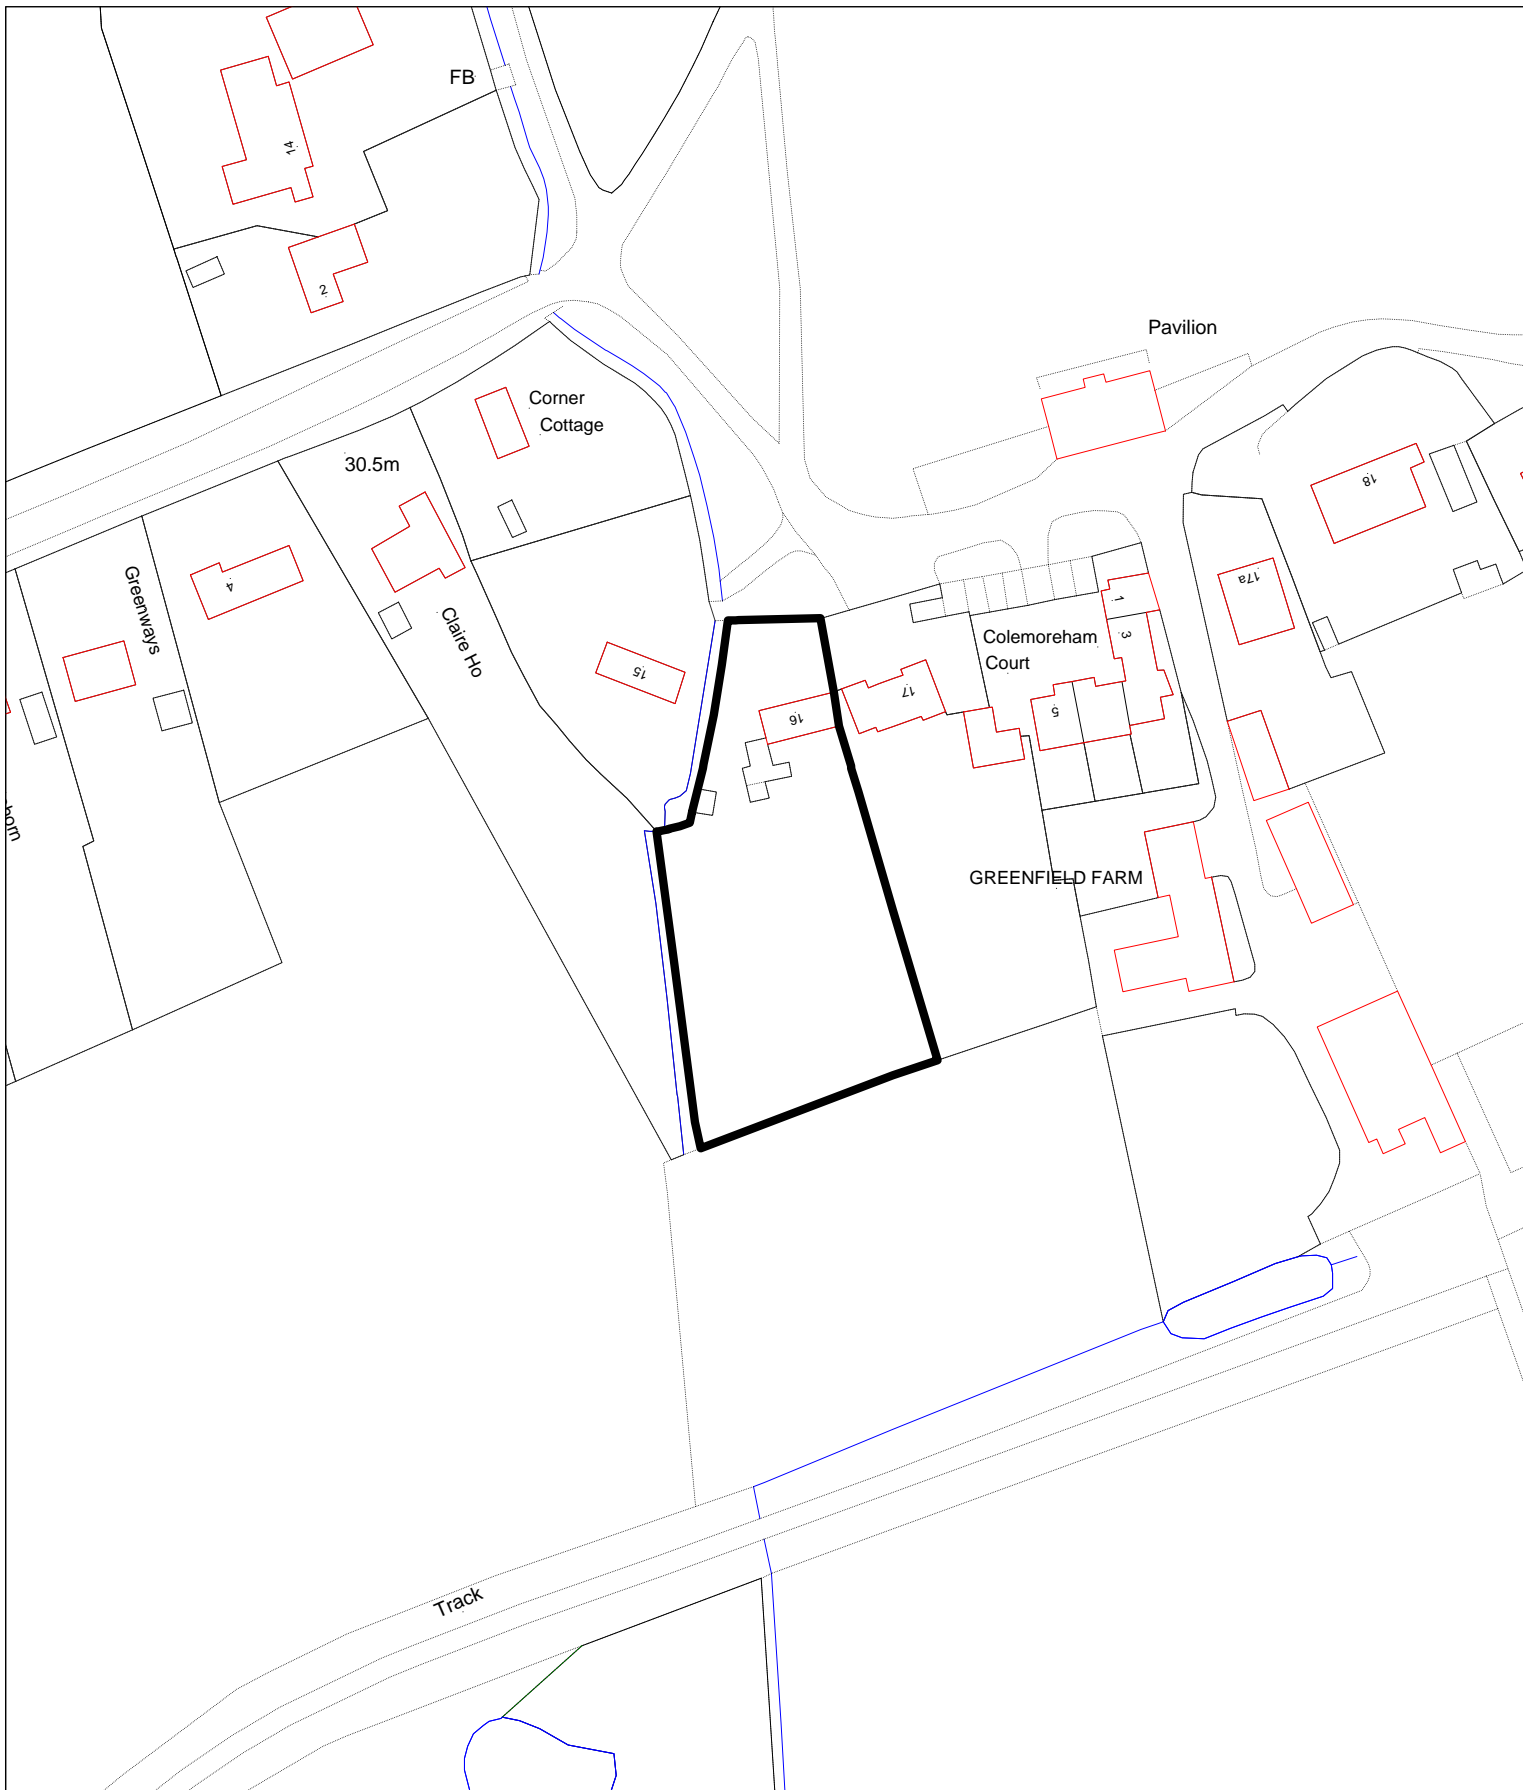 FB
14
2
Pavilion
Corner
Cottage
30.5m
18
Greenways
4
17a
Claire Ho
1
3
Colemoreham
Court
15
17
16
5
horn
GREENFIELD FARM
Track